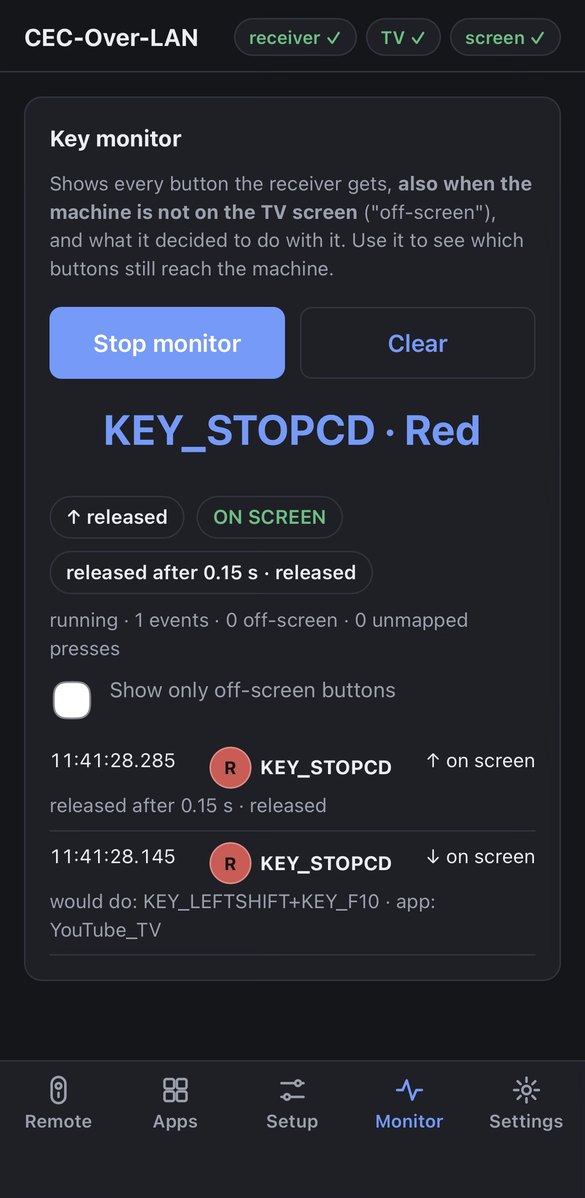 CEC-Over-LAN
receiver ✓
TV ✓
screen ✓
Key monitor
Shows every button the receiver gets, also when the
machine is not on the TV screen ("off-screen"),
and what it decided to do with it. Use it to see which
buttons still reach the machine.
Stop monitor
Clear
KEY_STOPCD · Red
↑ released
ON SCREEN
released after 0.15 s · released
running · 1 events · 0 off-screen · 0 unmapped
presses
Show only off-screen buttons
11:41:28.285 R KEY_STOPCD ↑ on screen
released after 0.15 s · released
11:41:28.145 R KEY_STOPCD ↓ on screen
would do: KEY_LEFTSHIFT+KEY_F10 · app:
YouTube_TV
Remote
Apps
Setup
Monitor
Settings